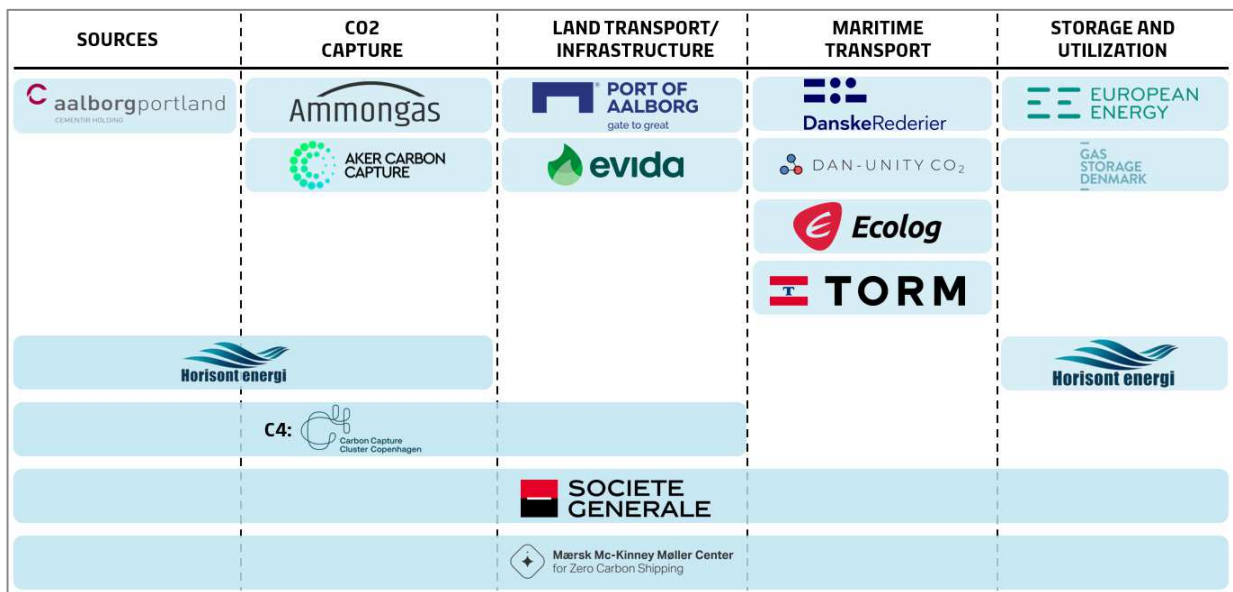 SOURCES
CO2
CAPTURE
LAND TRANSPORT/
INFRASTRUCTURE
MARITIME
TRANSPORT
STORAGE AND
UTILIZATION
aalborgportland
CEMENTIR HOLDING
Ammongas
PORT OF
AALBORG
gate to great
DanskeRederier
EUROPEAN
ENERGY
AKER CARBON
CAPTURE
evida
DAN-UNITY CO₂
GAS
STORAGE
DENMARK
Ecolog
T TORM
Horisont energi
Horisont energi
C4: C4
Carbon Capture
Cluster Copenhagen
SOCIETE
GENERALE
Mærsk Mc-Kinney Møller Center
for Zero Carbon Shipping